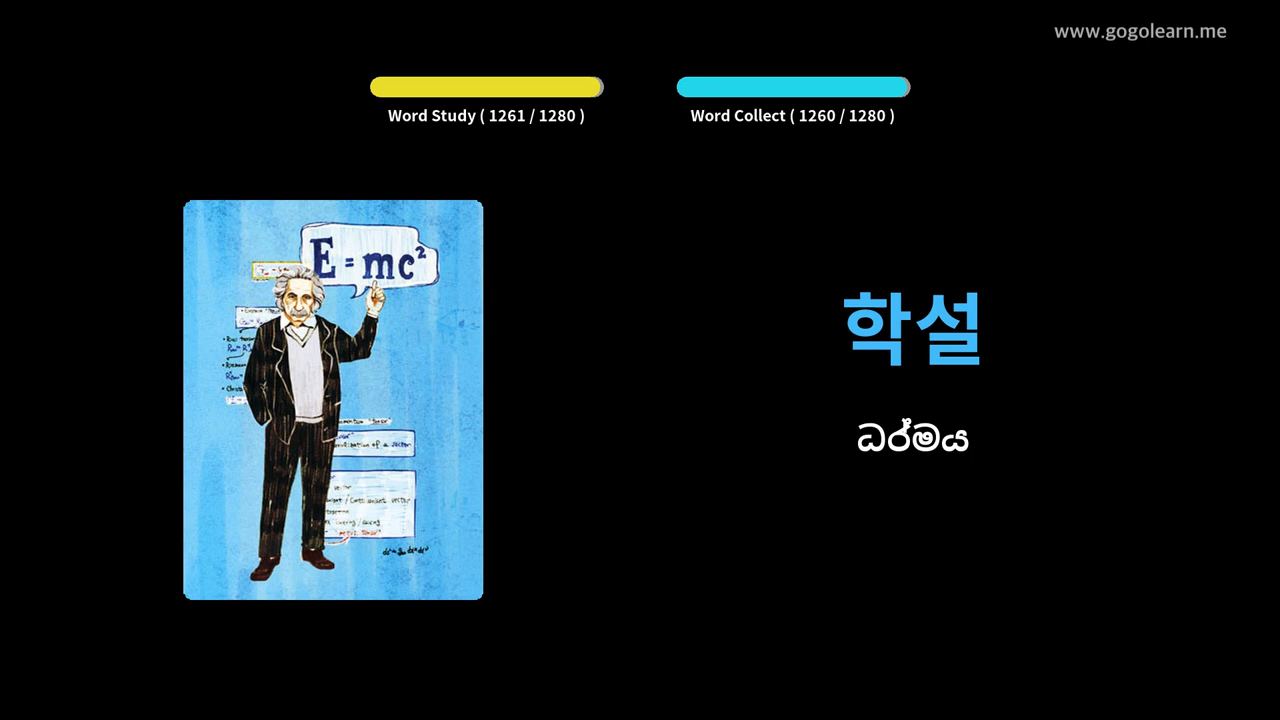 www.gogolearn.me
Word Study ( 1261 / 1280 )
Word Collect ( 1260 / 1280 )
E = mc²
학설
ධර්මය